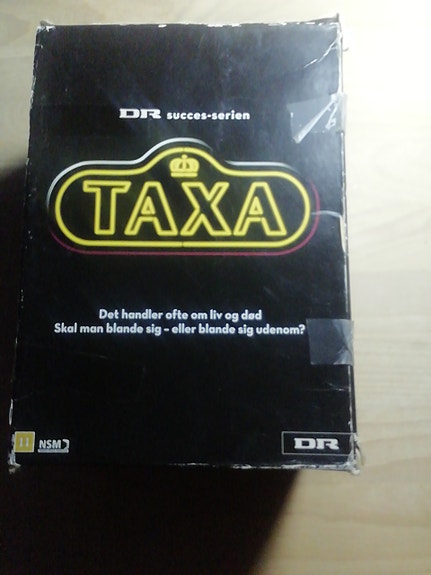 DR succes-serien
TAXA
Det handler ofte om liv og død
Skal man blande sig - eller blande sig udenom?
11 NSM DR